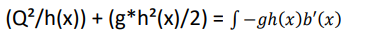 (Q²/h(x)) + (g*h²(x)/2) = ∫ −gh(x)b′(x)